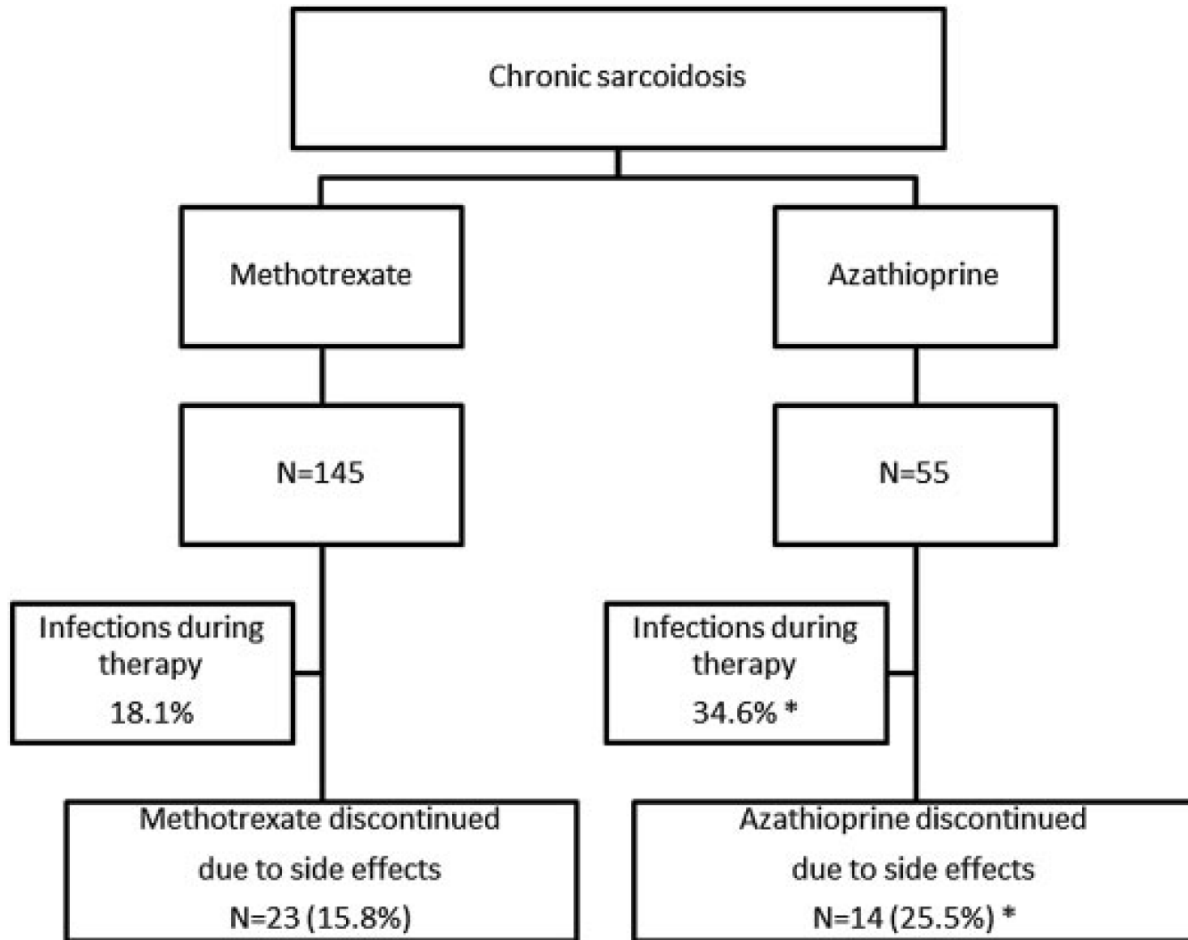 Chronic sarcoidosis
Methotrexate
Azathioprine
N=145
N=55
Infections during
therapy
18.1%
Infections during
therapy
34.6% *
Methotrexate discontinued
due to side effects
N=23 (15.8%)
Azathioprine discontinued
due to side effects
N=14 (25.5%) *